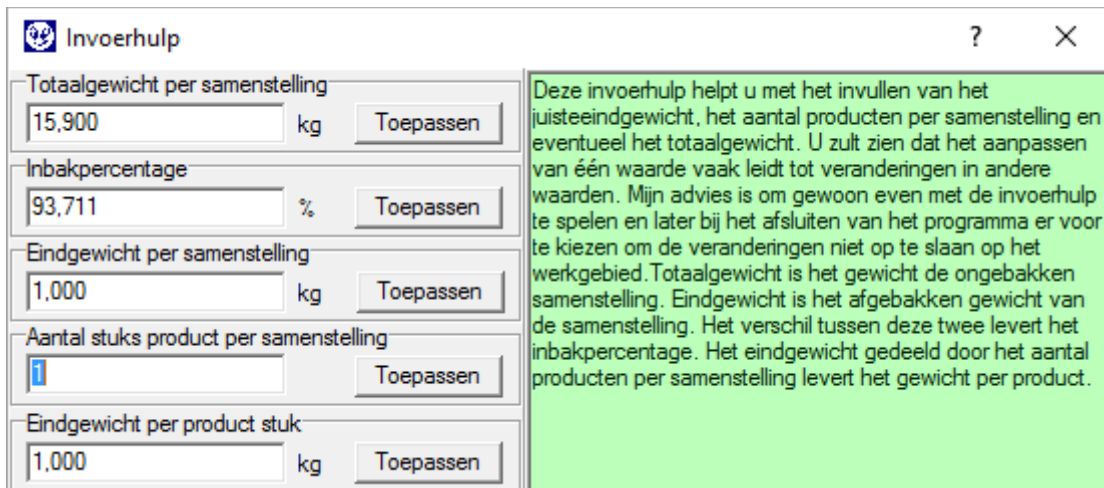 Invoerhulp
? ×
Totaalgewicht per samenstelling
15,900 kg Toepassen
Inbakpercentage
93,711 % Toepassen
Eindgewicht per samenstelling
1,000 kg Toepassen
Aantal stuks product per samenstelling
1 Toepassen
Eindgewicht per product stuk
1,000 kg Toepassen
Deze invoerhulp helpt u met het invullen van het
juisteeindgewicht, het aantal producten per samenstelling en
eventueel het totaalgewicht. U zult zien dat het aanpassen
van één waarde vaak leidt tot veranderingen in andere
waarden. Mijn advies is om gewoon even met de invoerhulp
te spelen en later bij het afsluiten van het programma er voor
te kiezen om de veranderingen niet op te slaan op het
werkgebied.Totaalgewicht is het gewicht de ongebakken
samenstelling. Eindgewicht is het afgebakken gewicht van
de samenstelling. Het verschil tussen deze twee levert het
inbakpercentage. Het eindgewicht gedeeld door het aantal
producten per samenstelling levert het gewicht per product.